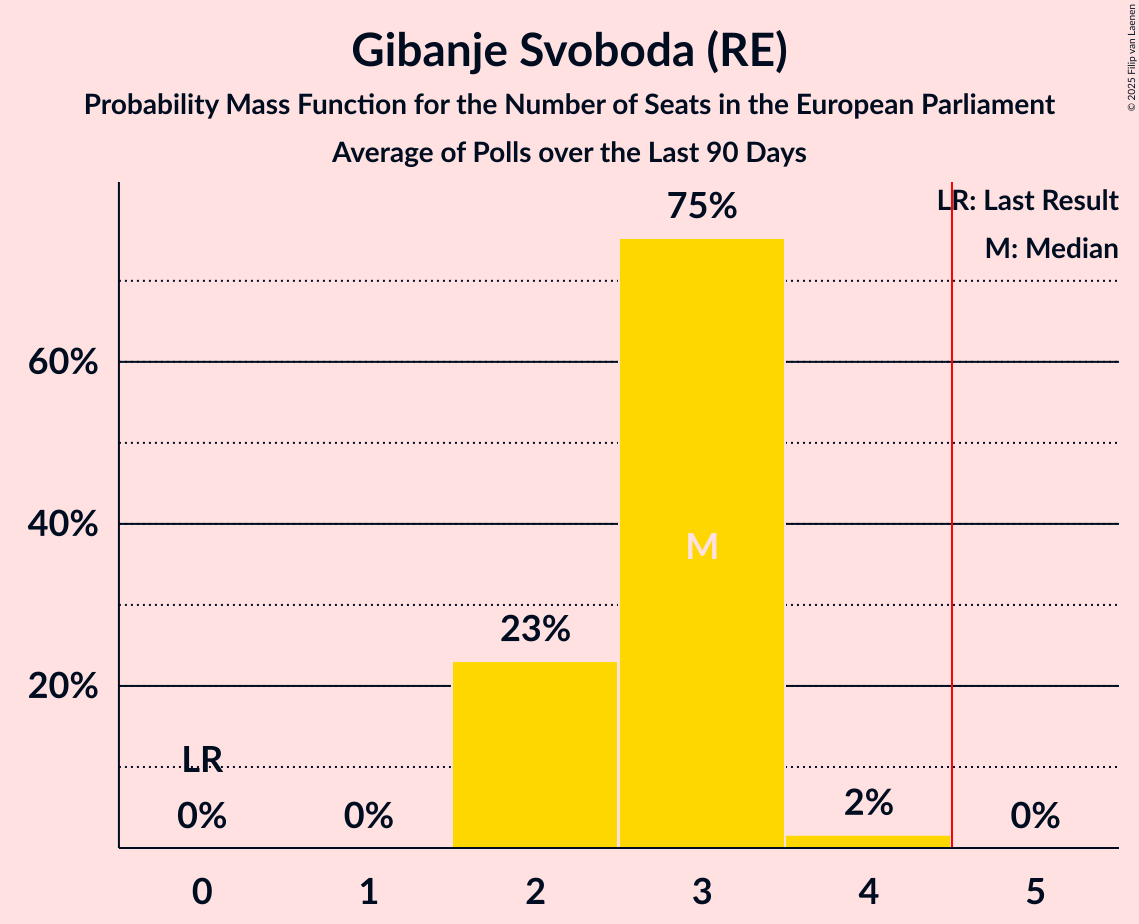 Gibanje Svoboda (RE)
Probability Mass Function for the Number of Seats in the European Parliament
Average of Polls over the Last 90 Days
© 2025 Filip van Laenen
LR: Last Result
M: Median
75%
60%
M
40%
23%
20%
LR
0%
0%
2%
0%
0
1
2
3
4
5